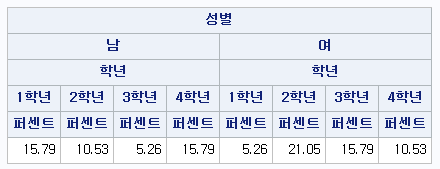 성별
남 여
학년 학년
1학년 2학년 3학년 4학년 1학년 2학년 3학년 4학년
퍼센트 퍼센트 퍼센트 퍼센트 퍼센트 퍼센트 퍼센트 퍼센트
15.79 10.53 5.26 15.79 5.26 21.05 15.79 10.53